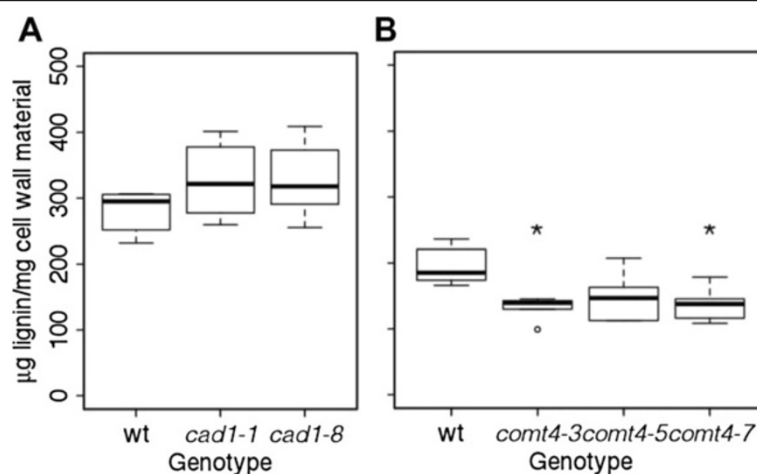 A
B
µg lignin/mg cell wall material
500
400
300
200
100
0
wt cad1-1 cad1-8
Genotype
* *
wt comt4-3 comt4-5 comt4-7
Genotype